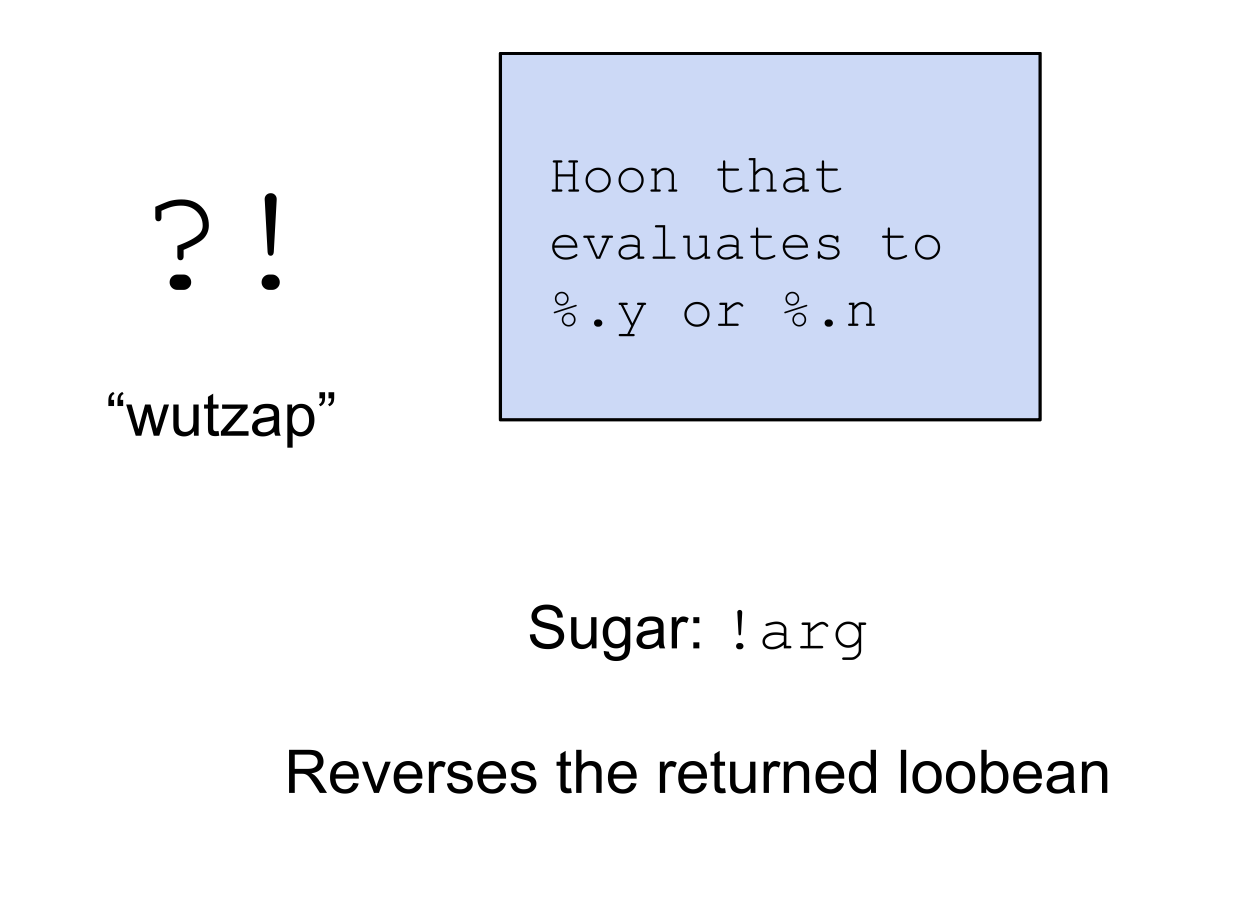 ?!
“wutzap”
Hoon that
evaluates to
%.y or %.n
Sugar: !arg
Reverses the returned loobean